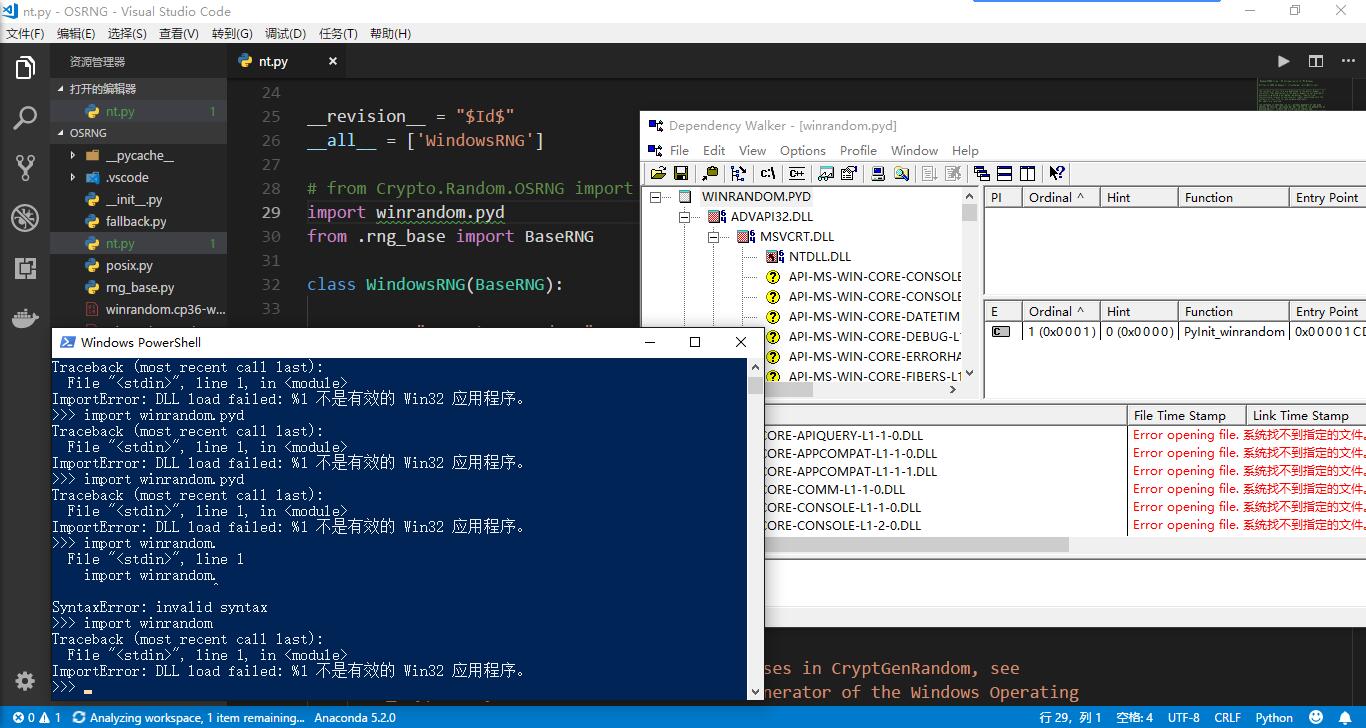 nt.py - OSRNG - Visual Studio Code
文件(F) 编辑(E) 选择(S) 查看(V) 转到(G) 调试(D) 任务(T) 帮助(H)
资源管理器
打开的编辑器
nt.py 1
OSRNG
__pycache__
.vscode
__init__.py
fallback.py
nt.py 1
posix.py
rng_base.py
winrandom.cp36-w...
nt.py
24
25 __revision__ = "$Id$"
26 __all__ = ['WindowsRNG']
27
28 # from Crypto.Random.OSRNG import
29 import winrandom.pyd
30 from .rng_base import BaseRNG
31
32 class WindowsRNG(BaseRNG):
33
Dependency Walker - [winrandom.pyd]
File Edit View Options Profile Window Help
WINRANDOM.PYD
ADVAPI32.DLL
MSVCRT.DLL
NTDLL.DLL
API-MS-WIN-CORE-CONSOLE
API-MS-WIN-CORE-CONSOLE
API-MS-WIN-CORE-DATETIM
API-MS-WIN-CORE-DEBUG-L
API-MS-WIN-CORE-ERRORHA
API-MS-WIN-CORE-FIBERS-L1
PI Ordinal ^ Hint Function Entry Point
E Ordinal ^ Hint Function Entry Point
C 1 (0x0001) 0 (0x0000) PyInit_winrandom 0x00001CD
File Time Stamp Link Time Stamp
CORE-APIQUERY-L1-1-0.DLL Error opening file. 系统找不到指定的文件。
CORE-APPCOMPAT-L1-1-0.DLL Error opening file. 系统找不到指定的文件。
CORE-APPCOMPAT-L1-1-1.DLL Error opening file. 系统找不到指定的文件。
CORE-COMM-L1-1-0.DLL Error opening file. 系统找不到指定的文件。
CORE-CONSOLE-L1-1-0.DLL Error opening file. 系统找不到指定的文件。
CORE-CONSOLE-L1-2-0.DLL Error opening file. 系统找不到指定的文件。
Windows PowerShell
Traceback (most recent call last):
File "<stdin>", line 1, in <module>
ImportError: DLL load failed: %1 不是有效的 Win32 应用程序。
>>> import winrandom.pyd
Traceback (most recent call last):
File "<stdin>", line 1, in <module>
ImportError: DLL load failed: %1 不是有效的 Win32 应用程序。
>>> import winrandom.pyd
Traceback (most recent call last):
File "<stdin>", line 1, in <module>
ImportError: DLL load failed: %1 不是有效的 Win32 应用程序。
>>> import winrandom.
File "<stdin>", line 1
import winrandom.
^
SyntaxError: invalid syntax
>>> import winrandom
Traceback (most recent call last):
File "<stdin>", line 1, in <module>
ImportError: DLL load failed: %1 不是有效的 Win32 应用程序。
>>>
ses in CryptGenRandom, see
nerator of the Windows Operating
0 1 Analyzing workspace, 1 item remaining... Anaconda 5.2.0 行 29，列 1 空格: 4 UTF-8 CRLF Python